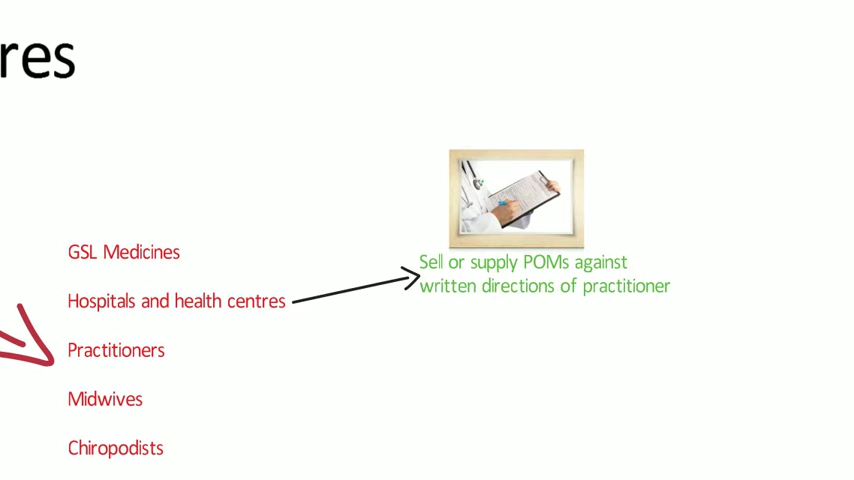 res
GSL Medicines
Hospitals and health centres
Practitioners
Midwives
Chiropodists
Sell or supply POMs against
written directions of practitioner